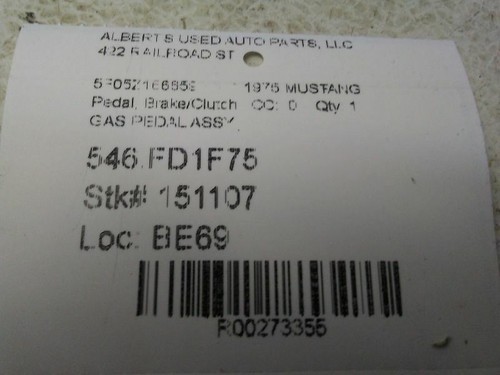 ALBERT'S USED AUTO PARTS, LLC
422 RAILROAD ST
5F05Z166659 1975 MUSTANG
Pedal, Brake/Clutch CC: 0 Qty 1
GAS PEDAL ASSY
546.FD1F75
Stk#: 151107
Loc: BE69
R00273355